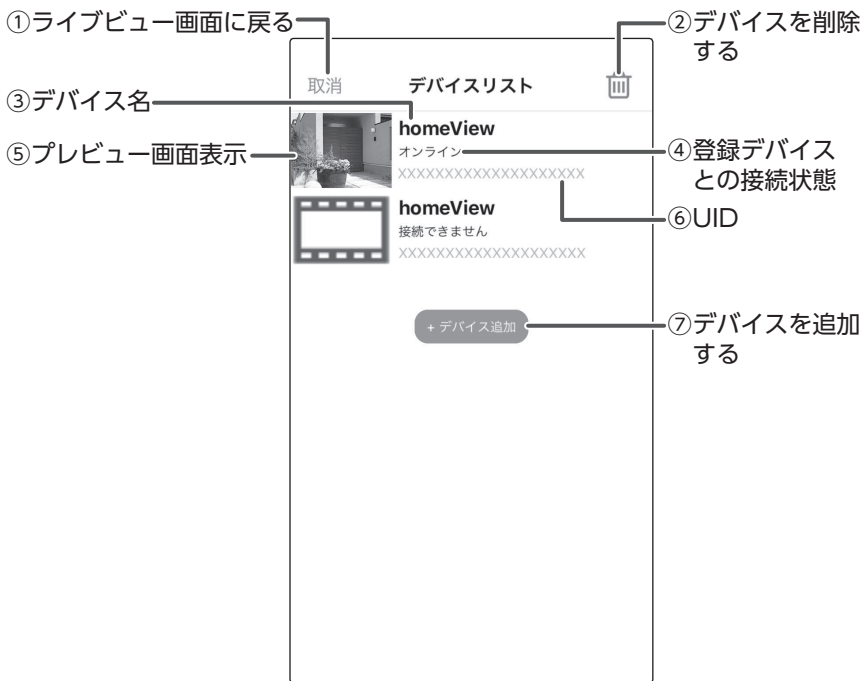 ①ライブビュー画面に戻る
②デバイスを削除
する
取消
デバイスリスト
③デバイス名
homeView
⑤プレビュー画面表示
オンライン
④登録デバイス
との接続状態
XXXXXXXXXXXXXXXXXXXX
homeView
⑥UID
接続できません
XXXXXXXXXXXXXXXXXXXX
+ デバイス追加
⑦デバイスを追加
する